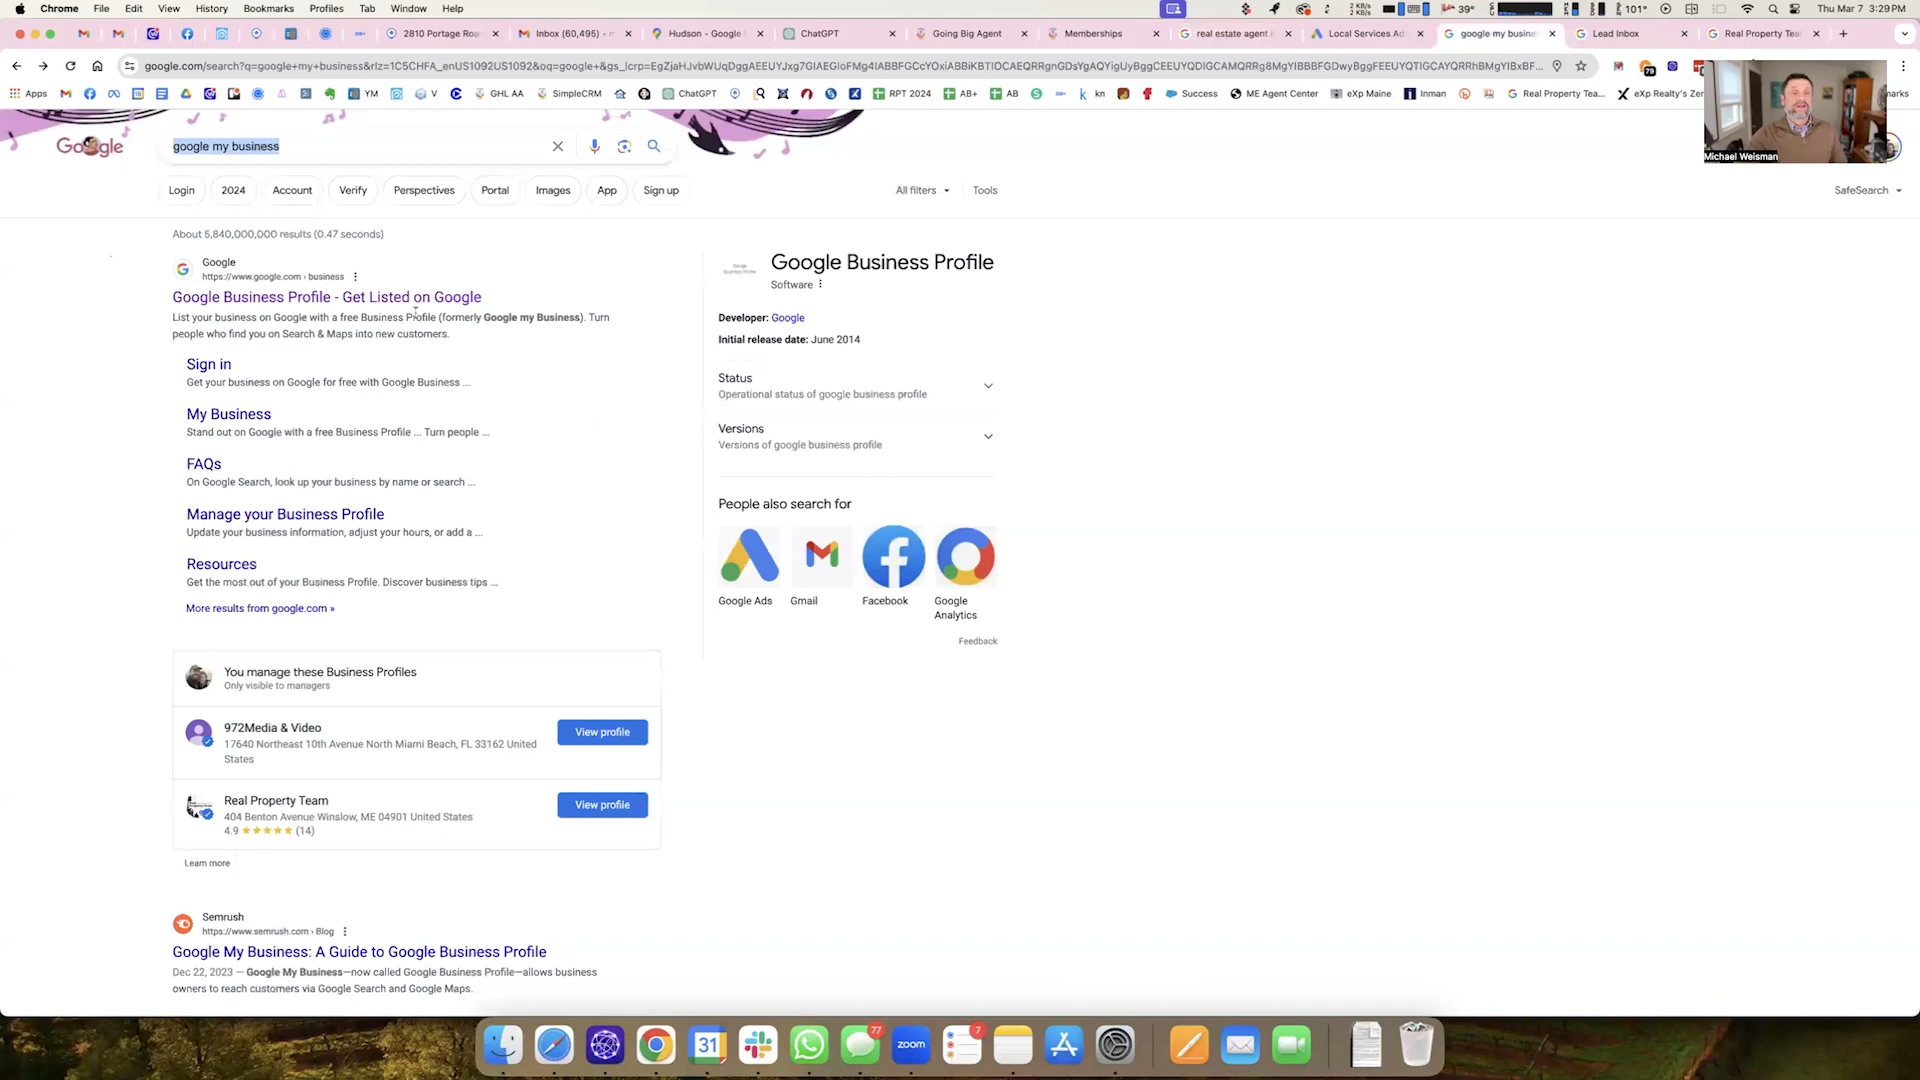 Chrome File Edit View History Bookmarks Profiles Tab Window Help
2 KB/s
2 KB/s
39°
101°
Thu Mar 7 3:29 PM
2810 Portage Roa
Inbox (60,495) - m
Hudson - Google
ChatGPT
Going Big Agent
Memberships
real estate agent i
Local Services Ad
google my busine
Lead Inbox
Real Property Tea
Apps
YM
V
GHL AA
SimpleCRM
ChatGPT
RPT 2024
AB+
AB
kn
Success
ME Agent Center
eXp Maine
Inman
Real Property Tea...
eXp Realty's Zer
Michael Weisman
Google
google my business
Login
2024
Account
Verify
Perspectives
Portal
Images
App
Sign up
All filters
Tools
SafeSearch
About 5,840,000,000 results (0.47 seconds)
Google
https://www.google.com › business
Google Business Profile - Get Listed on Google
List your business on Google with a free Business Profile (formerly Google my Business). Turn
people who find you on Search & Maps into new customers.
Sign in
Get your business on Google for free with Google Business ...
My Business
Stand out on Google with a free Business Profile ... Turn people ...
FAQs
On Google Search, look up your business by name or search ...
Manage your Business Profile
Update your business information, adjust your hours, or add a ...
Resources
Get the most out of your Business Profile. Discover business tips ...
More results from google.com »
You manage these Business Profiles
Only visible to managers
972Media & Video
17640 Northeast 10th Avenue North Miami Beach, FL 33162 United
States
View profile
Real Property Team
404 Benton Avenue Winslow, ME 04901 United States
4.9 ★★★★★ (14)
View profile
Learn more
Semrush
https://www.semrush.com › Blog
Google My Business: A Guide to Google Business Profile
Dec 22, 2023 — Google My Business—now called Google Business Profile—allows business
owners to reach customers via Google Search and Google Maps.
Google Business Profile
Software
Developer: Google
Initial release date: June 2014
Status
Operational status of google business profile
Versions
Versions of google business profile
People also search for
Google Ads
Gmail
Facebook
Google
Analytics
Feedback
31
77
zoom
7